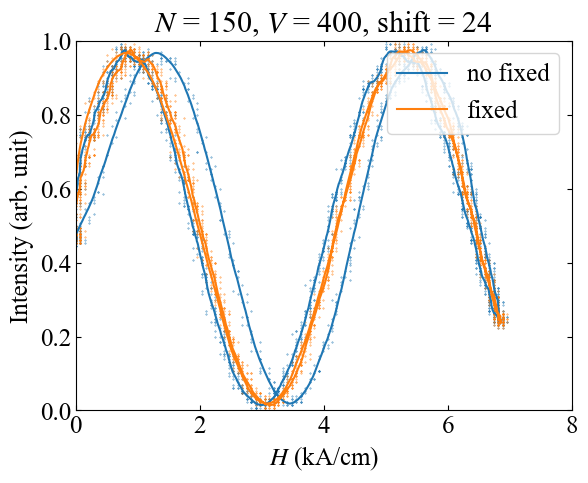 N = 150, V = 400, shift = 24
Intensity (arb. unit)
1.0
0.8
0.6
0.4
0.2
0.0
no fixed
fixed
0 2 4 6 8
H (kA/cm)